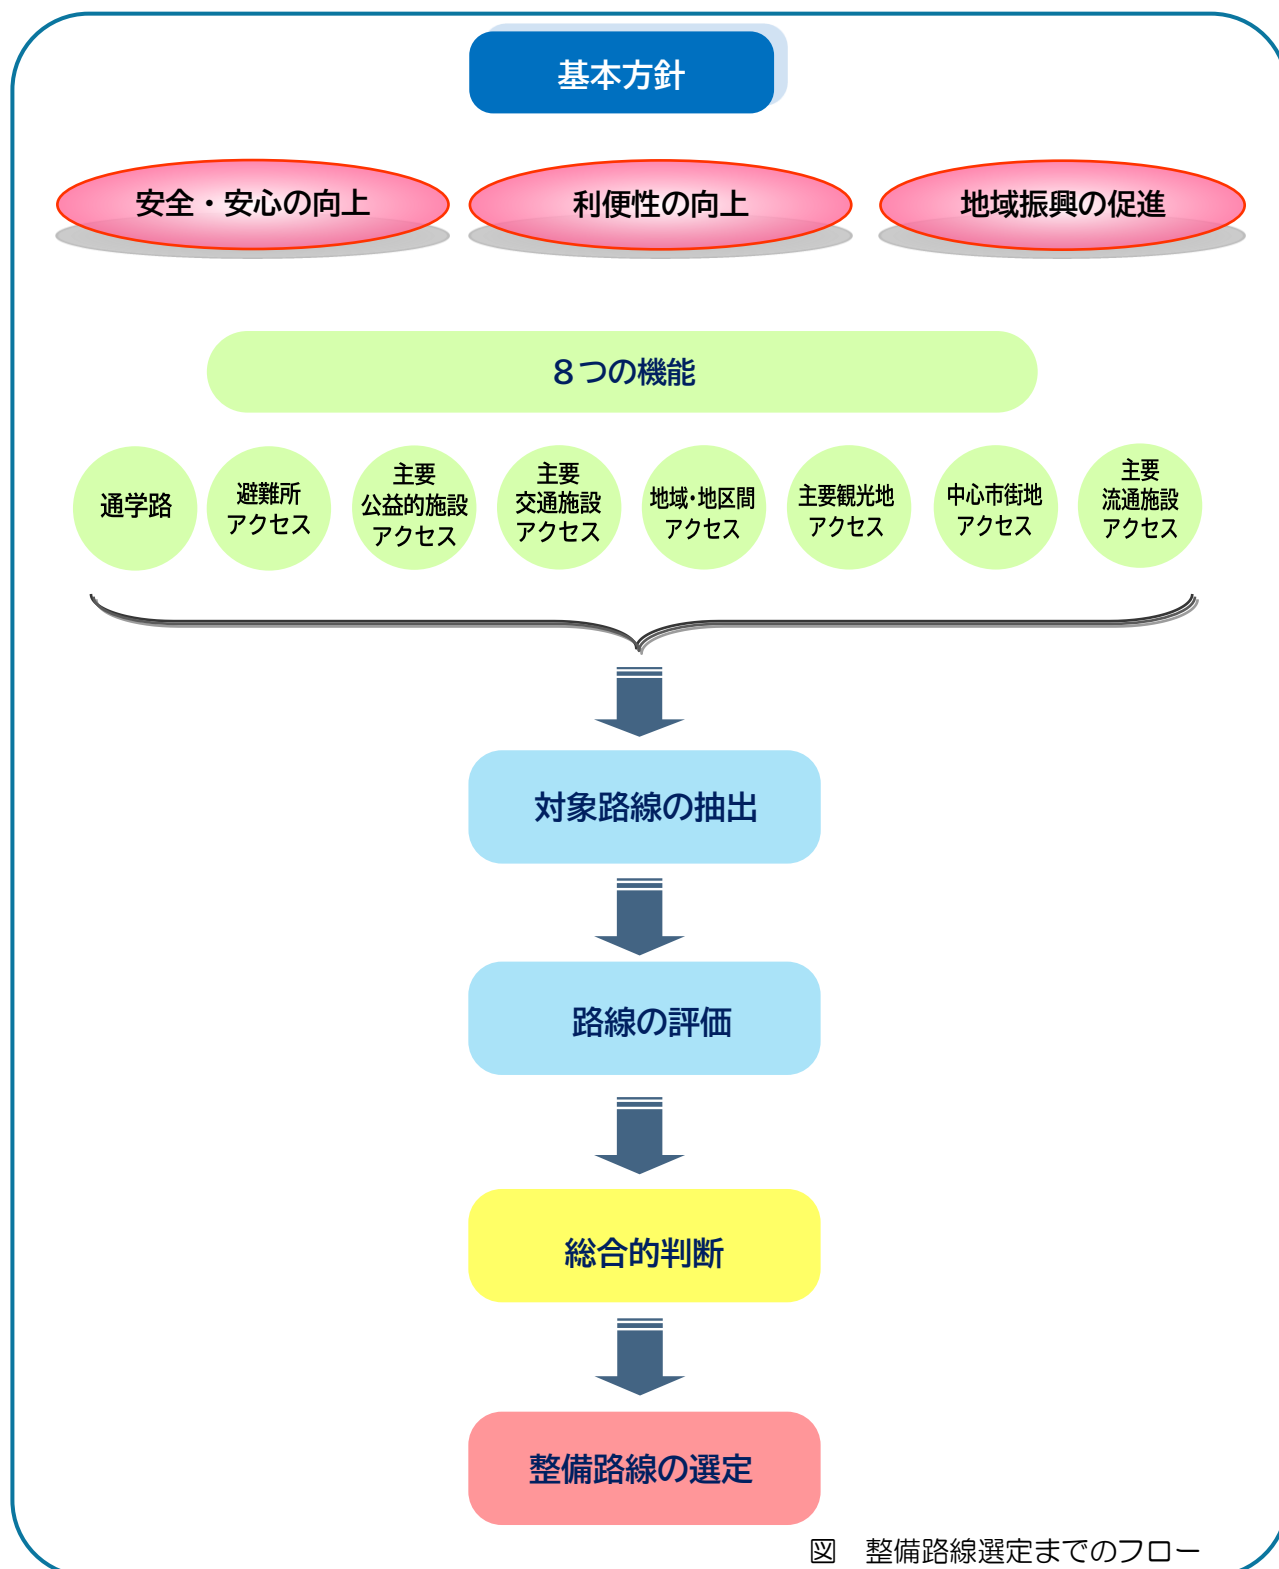 基本方針
安全・安心の向上
利便性の向上
地域振興の促進
８つの機能
通学路
避難所
アクセス
主要
公益的施設
アクセス
主要
交通施設
アクセス
地域･地区間
アクセス
主要観光地
アクセス
中心市街地
アクセス
主要
流通施設
アクセス
対象路線の抽出
路線の評価
総合的判断
整備路線の選定
図　整備路線選定までのフロー